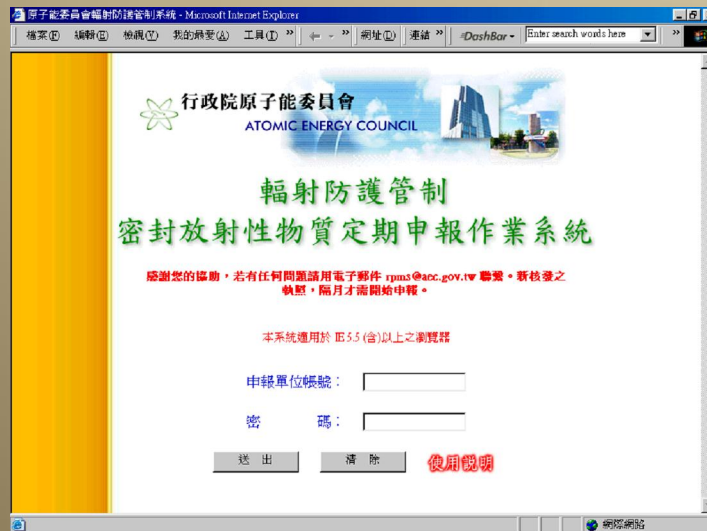 原子能委員會輻射防護管制系統 - Microsoft Internet Explorer
檔案(F) 編輯(E) 檢視(V) 我的最愛(A) 工具(T) » ← - » 網址(D) 連結 » DashBar Enter search words here »
行政院原子能委員會
ATOMIC ENERGY COUNCIL
輻射防護管制
密封放射性物質定期申報作業系統
感謝您的協助，若有任何問題請用電子郵件 rpms@aec.gov.tw 聯繫。新核發之
執照，隔月才需開始申報。
本系統適用於 IE5.5 (含)以上之瀏覽器
申報單位帳號：
密 碼：
送 出 清 除 使用說明
網際網路